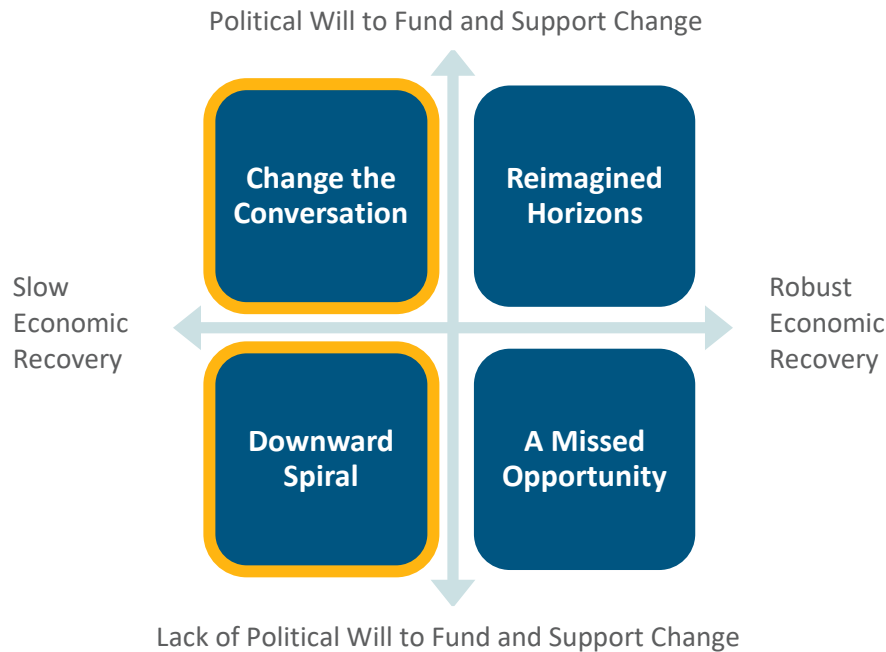 Political Will to Fund and Support Change
Change the
Conversation
Reimagined
Horizons
Slow
Economic
Recovery
Robust
Economic
Recovery
Downward
Spiral
A Missed
Opportunity
Lack of Political Will to Fund and Support Change